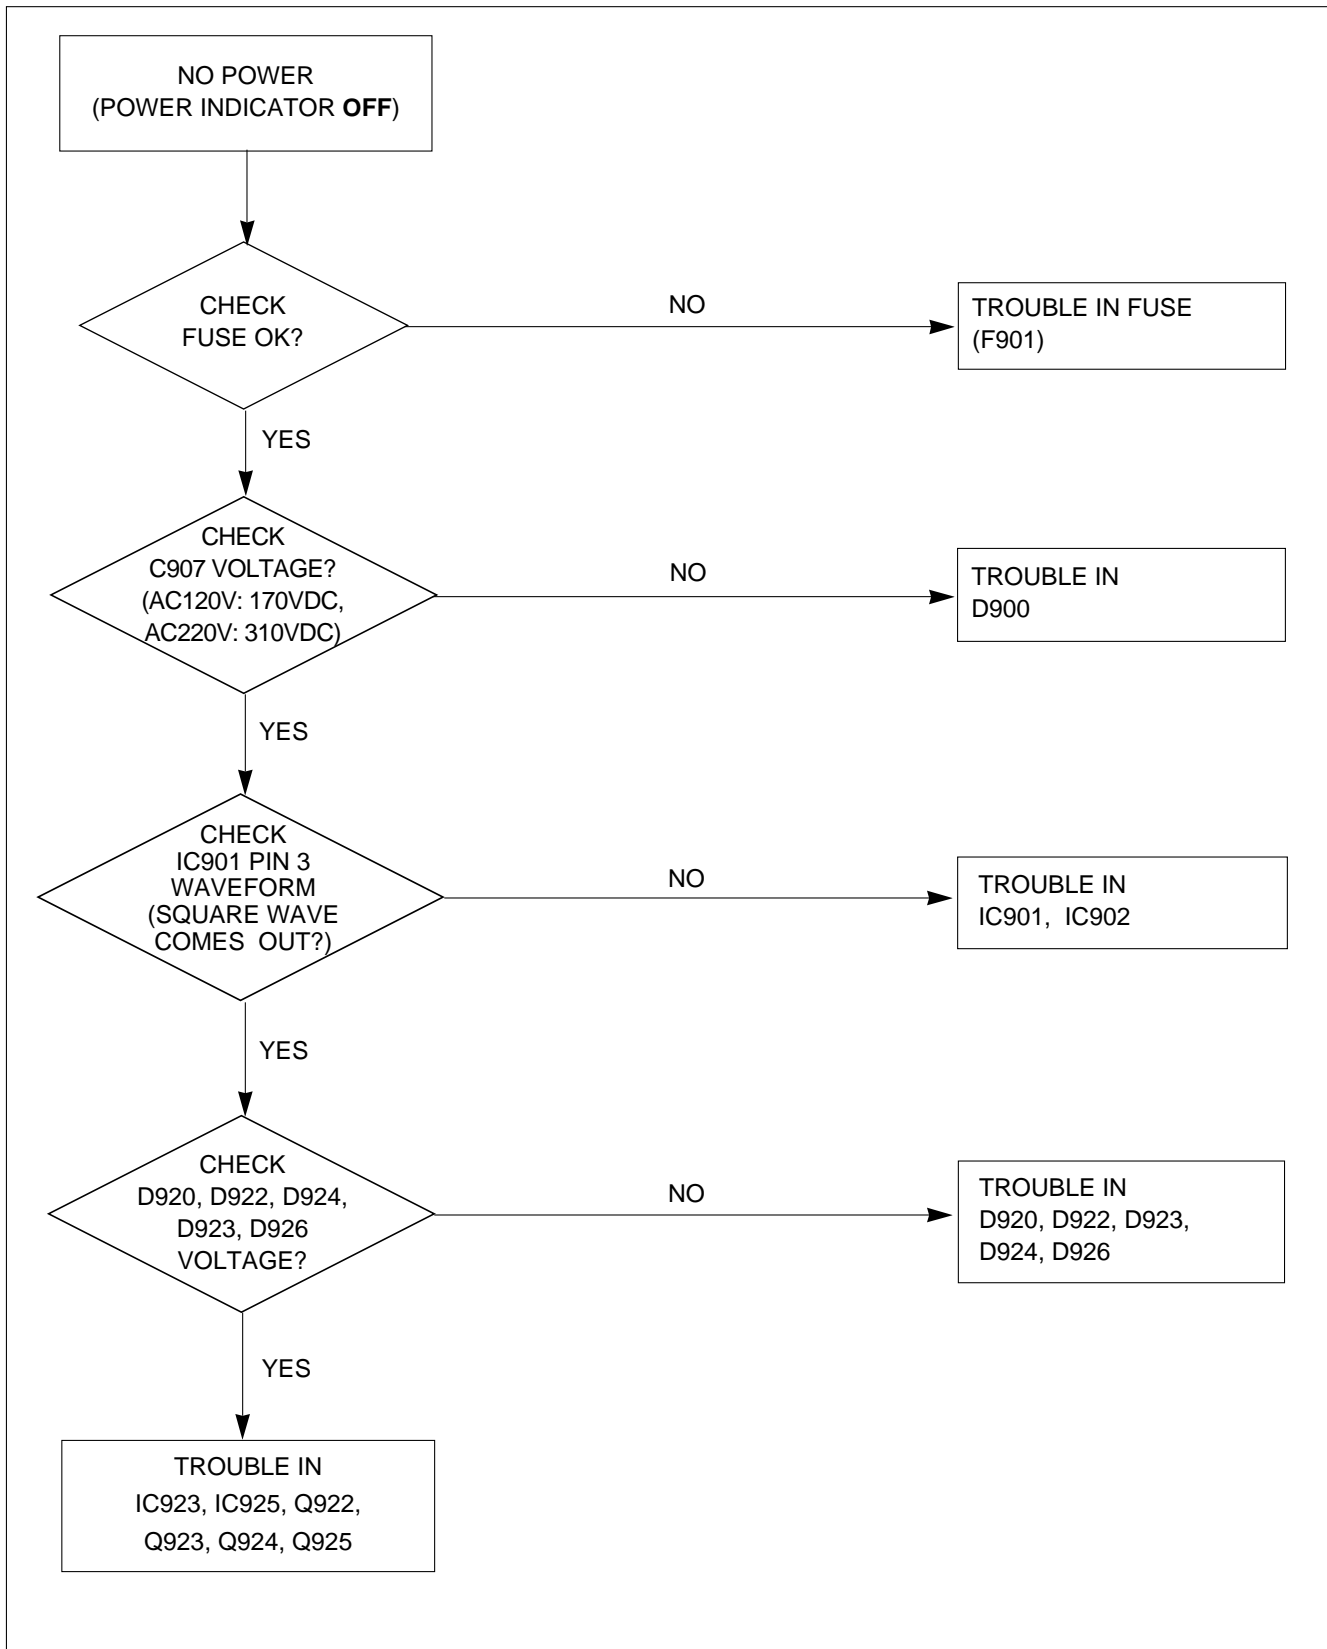 NO POWER
(POWER INDICATOR OFF)
CHECK
FUSE OK?
NO
TROUBLE IN FUSE
(F901)
YES
CHECK
C907 VOLTAGE?
(AC120V: 170VDC,
AC220V: 310VDC)
NO
TROUBLE IN
D900
YES
CHECK
IC901 PIN 3
WAVEFORM
(SQUARE WAVE
COMES OUT?)
NO
TROUBLE IN
IC901, IC902
YES
CHECK
D920, D922, D924,
D923, D926
VOLTAGE?
NO
TROUBLE IN
D920, D922, D923,
D924, D926
YES
TROUBLE IN
IC923, IC925, Q922,
Q923, Q924, Q925